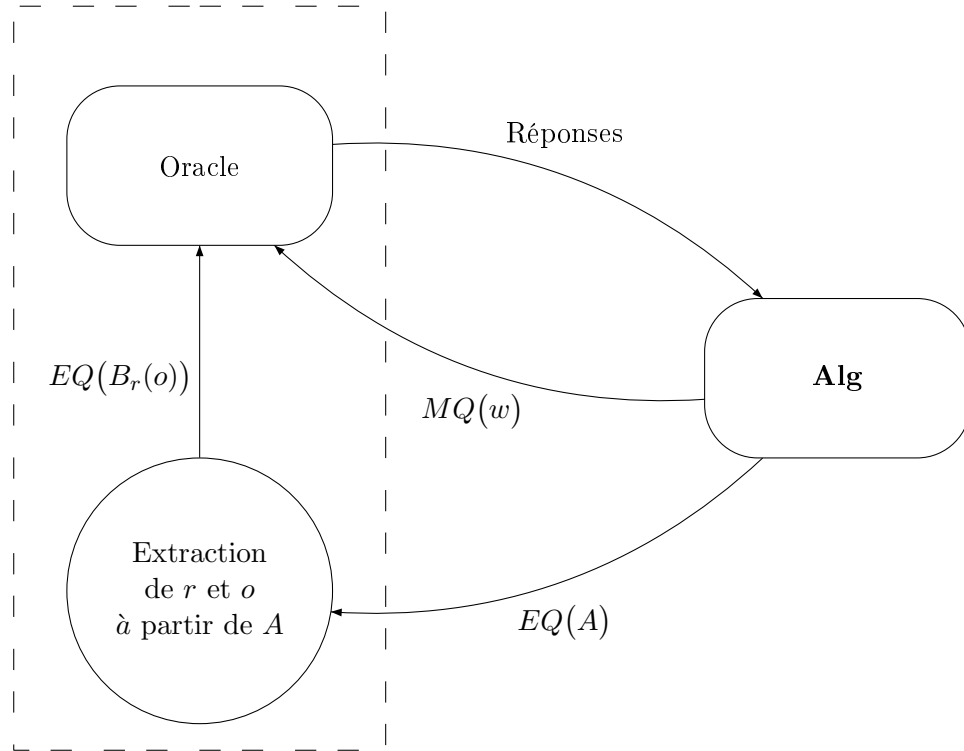 Réponses
Oracle
Alg
EQ(B_r(o))
MQ(w)
Extraction
de r et o
à partir de A
EQ(A)